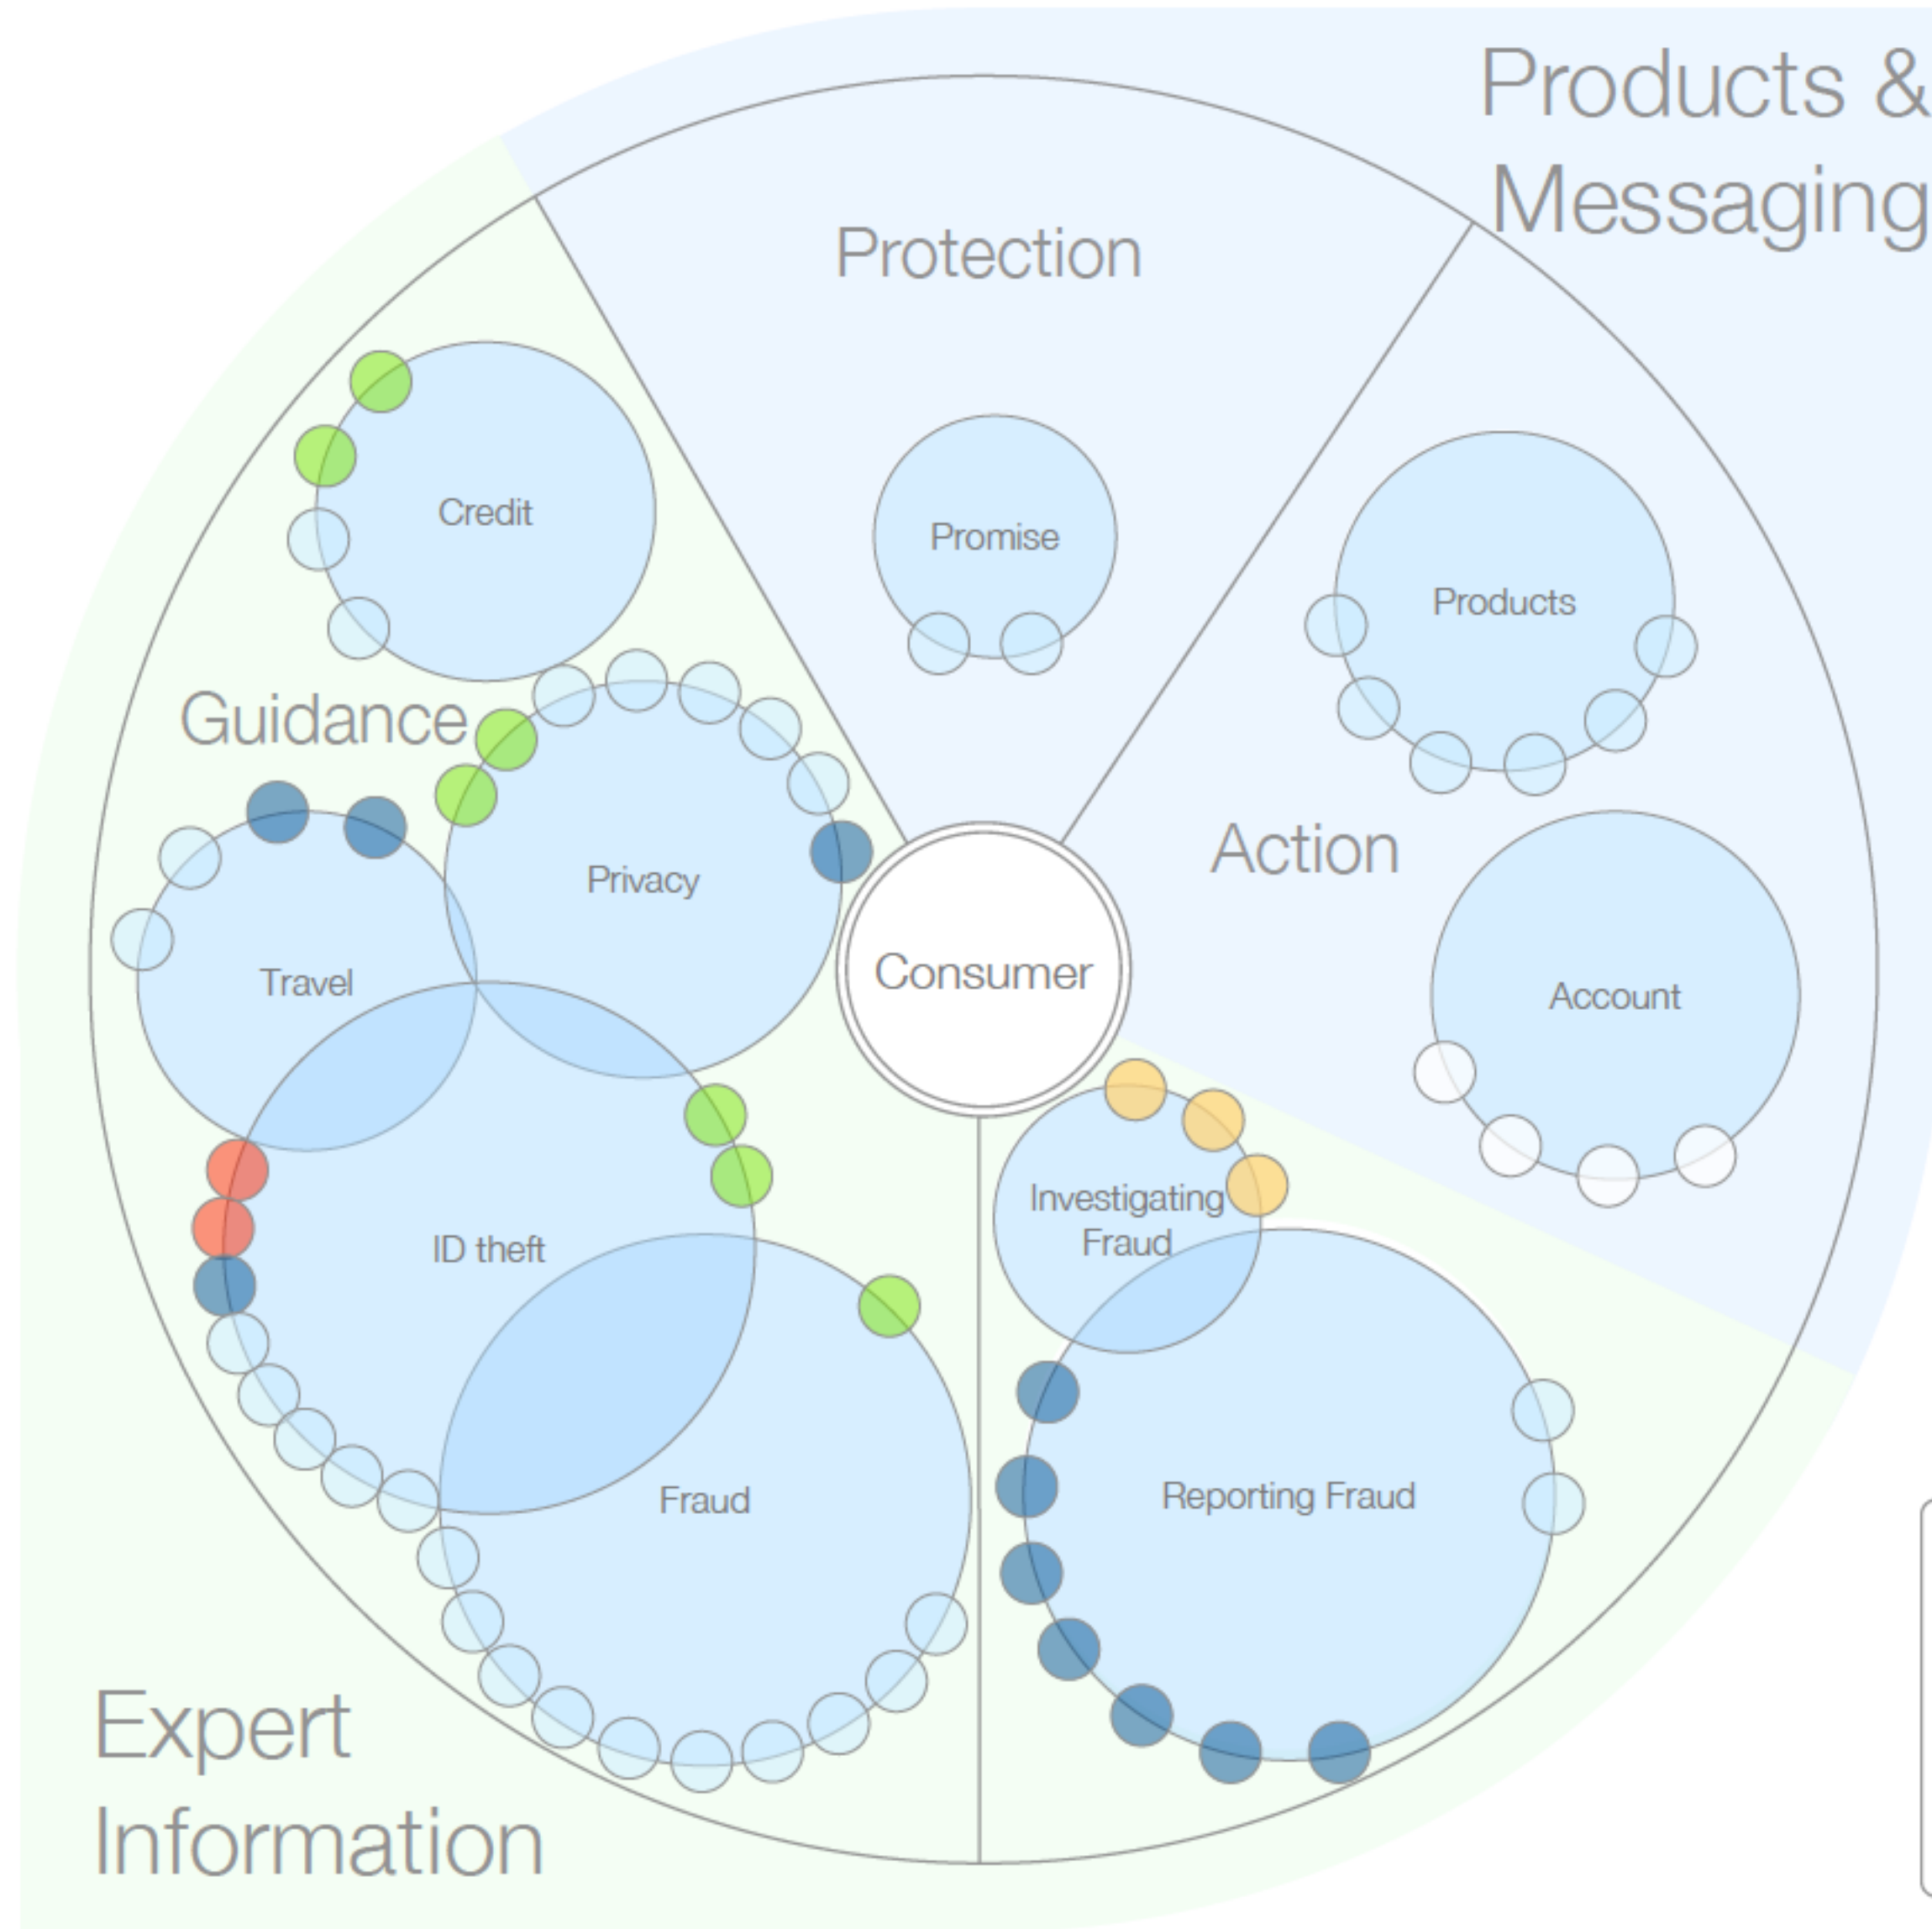 Products &
Messaging
Protection
Credit
Promise
Products
Guidance
Action
Privacy
Consumer
Travel
Account
Investigating
Fraud
ID theft
Reporting Fraud
Fraud
Expert
Information